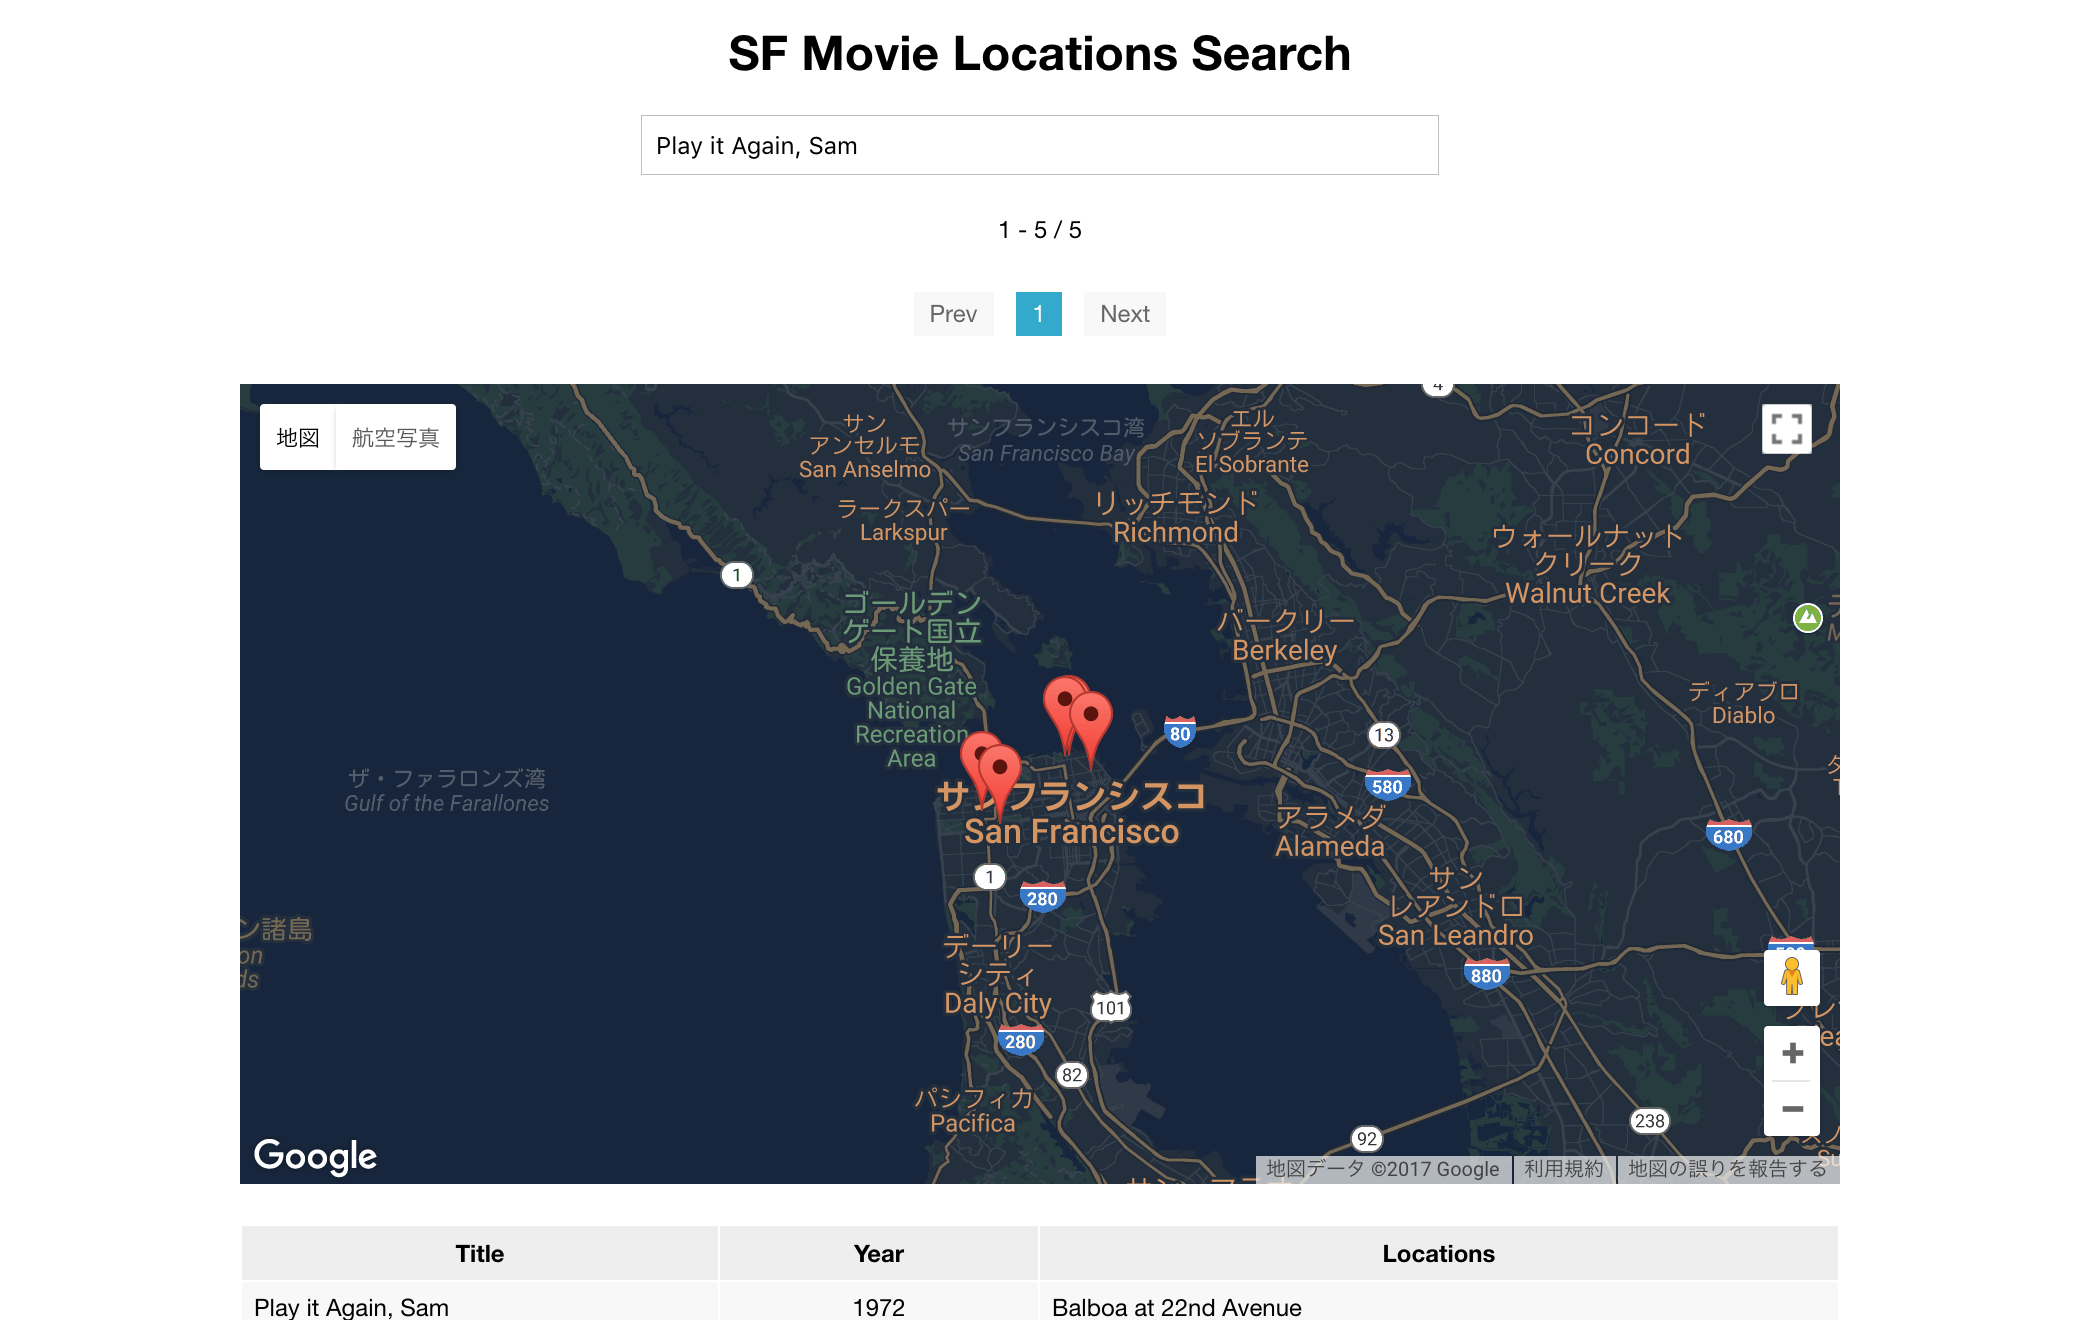 SF Movie Locations Search
Play it Again, Sam
1 - 5 / 5
Prev 1 Next
地図 航空写真
4
サン
アンセルモ
San Anselmo
サンフランシスコ湾
San Francisco Bay
エル
ソブランテ
El Sobrante
コンコード
Concord
ラークスパー
Larkspur
リッチモンド
Richmond
ウォールナット
クリーク
Walnut Creek
1
ゴールデン
ゲート国立
保養地
Golden Gate
National
Recreation
Area
バークリー
Berkeley
ディアブロ
Diablo
80
13
ザ・ファラロンズ湾
Gulf of the Farallones
サンフランシスコ
San Francisco
580
アラメダ
Alameda
680
1
280
サン
レアンドロ
San Leandro
ン諸島
on
ds
デーリー
シティ
Daly City
880
101
280
82
パシフィカ
Pacifica
92
238
Google
地図データ ©2017 Google 利用規約 地図の誤りを報告する
Title Year Locations
Play it Again, Sam 1972 Balboa at 22nd Avenue